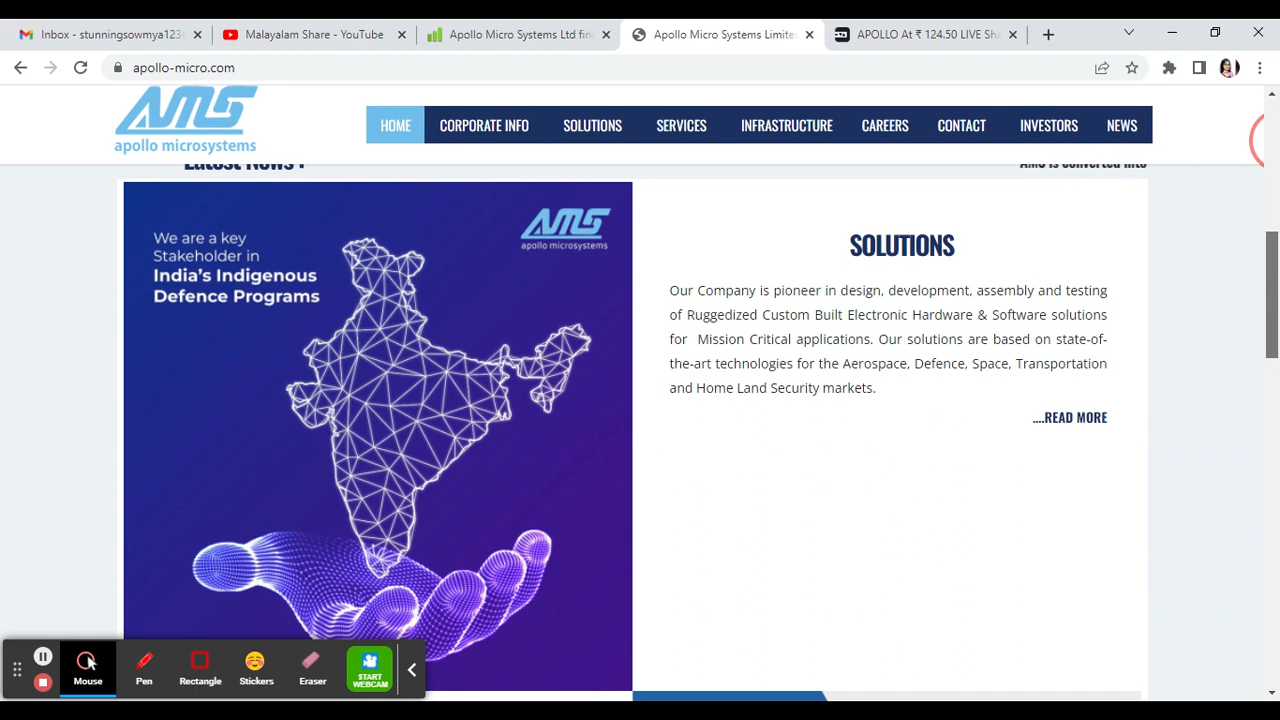 Inbox - stunningsowmya123
Malayalam Share - YouTube
Apollo Micro Systems Ltd fin
Apollo Micro Systems Limite
APOLLO At ₹ 124.50 LIVE Sha
apollo-micro.com
AMS
apollo microsystems
HOME
CORPORATE INFO
SOLUTIONS
SERVICES
INFRASTRUCTURE
CAREERS
CONTACT
INVESTORS
NEWS
Latest News :
AMS is converted into
We are a key
Stakeholder in
India's Indigenous
Defence Programs
AMS
apollo microsystems
SOLUTIONS
Our Company is pioneer in design, development, assembly and testing
of Ruggedized Custom Built Electronic Hardware & Software solutions
for Mission Critical applications. Our solutions are based on state-of-
the-art technologies for the Aerospace, Defence, Space, Transportation
and Home Land Security markets.
....READ MORE
Mouse
Pen
Rectangle
Stickers
Eraser
START
WEBCAM